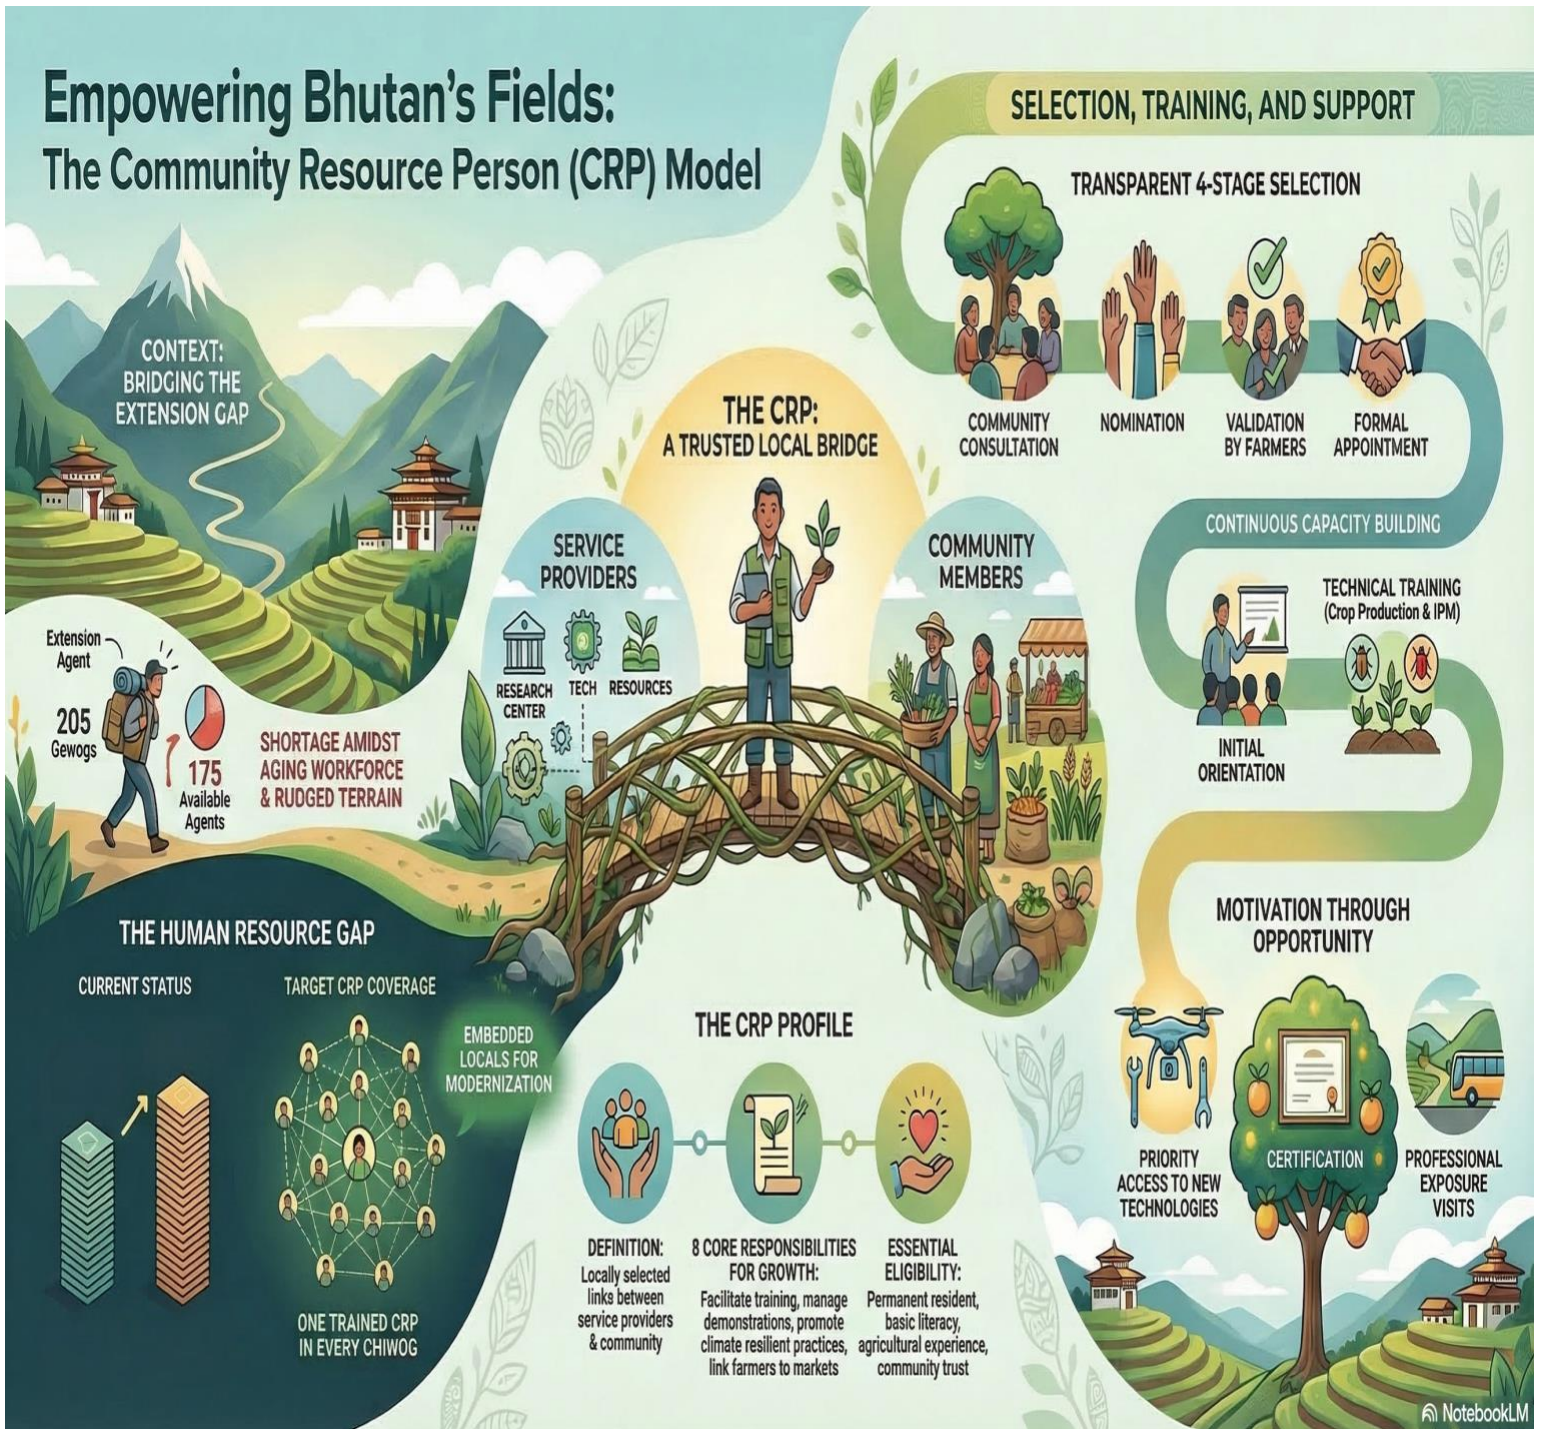 Empowering Bhutan's Fields:
The Community Resource Person (CRP) Model
CONTEXT:
BRIDGING THE
EXTENSION GAP
Extension
Agent
205
Gewogs
175
Available
Agents
SHORTAGE AMIDST
AGING WORKFORCE
& RUDGED TERRAIN
THE HUMAN RESOURCE GAP
CURRENT STATUS
TARGET CRP COVERAGE
EMBEDDED
LOCALS FOR
MODERNIZATION
ONE TRAINED CRP
IN EVERY CHIWOG
THE CRP:
A TRUSTED LOCAL BRIDGE
SERVICE
PROVIDERS
RESEARCH
CENTER
TECH
RESOURCES
COMMUNITY
MEMBERS
THE CRP PROFILE
DEFINITION:
Locally selected
links between
service providers
& community
8 CORE RESPONSIBILITIES
FOR GROWTH:
Facilitate training, manage
demonstrations, promote
climate resilient practices,
link farmers to markets
ESSENTIAL
ELIGIBILITY:
Permanent resident,
basic literacy,
agricultural experience,
community trust
SELECTION, TRAINING, AND SUPPORT
TRANSPARENT 4-STAGE SELECTION
COMMUNITY
CONSULTATION
NOMINATION
VALIDATION
BY FARMERS
FORMAL
APPOINTMENT
CONTINUOUS CAPACITY BUILDING
INITIAL
ORIENTATION
TECHNICAL TRAINING
(Crop Production & IPM)
MOTIVATION THROUGH
OPPORTUNITY
PRIORITY
ACCESS TO NEW
TECHNOLOGIES
CERTIFICATION
PROFESSIONAL
EXPOSURE
VISITS
NotebookLM